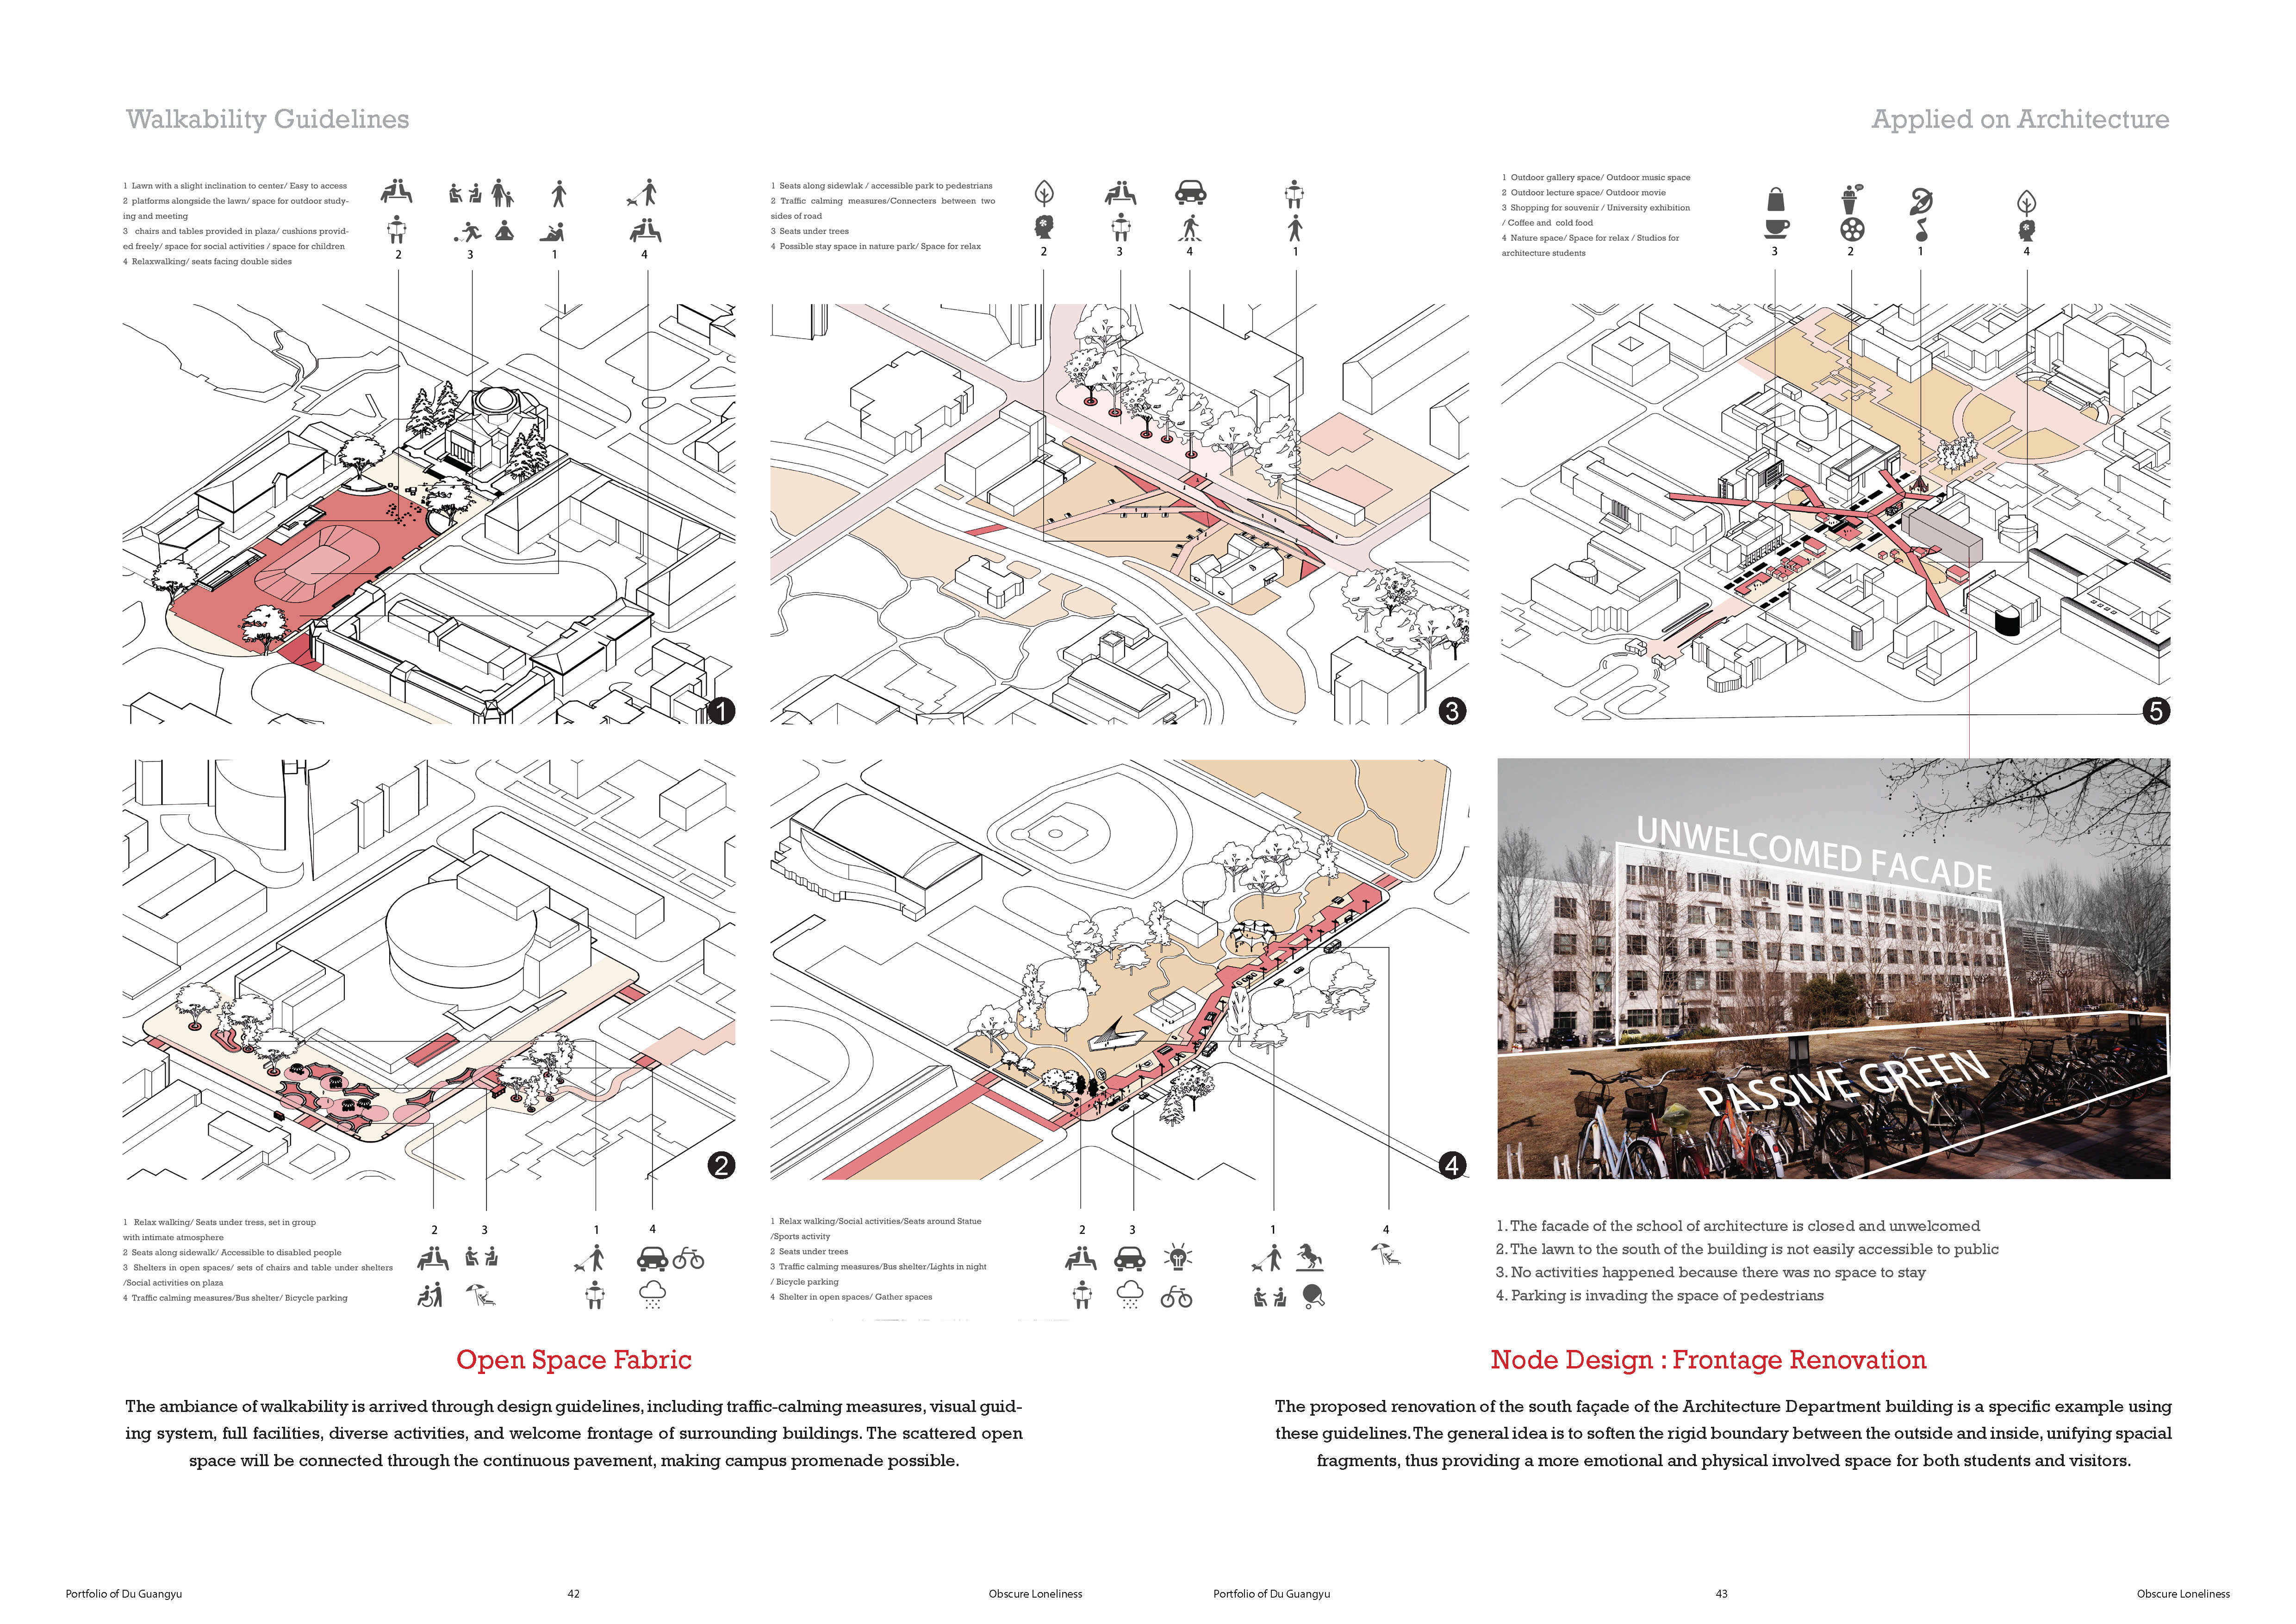 Walkability Guidelines
Applied on Architecture
1 Lawn with a slight inclination to center/ Easy to access
2 platforms alongside the lawn/ space for outdoor study-
ing and meeting
3 chairs and tables provided in plaza/ cushions provid-
ed freely/ space for social activities / space for children
4 Relaxwalking/ seats facing double sides
2 3 1 4
1 Seats along sidewlak / accessible park to pedestrians
2 Traffic calming measures/Connecters between two
sides of road
3 Seats under trees
4 Possible stay space in nature park/ Space for relax
2 3 4 1
1 Outdoor gallery space/ Outdoor music space
2 Outdoor lecture space/ Outdoor movie
3 Shopping for souvenir / University exhibition
/ Coffee and cold food
4 Nature space/ Space for relax / Studios for
architecture students
3 2 1 4
1
3
5
2
4
UNWELCOMED FACADE
PASSIVE GREEN
1 Relax walking/ Seats under tress, set in group
with intimate atmosphere
2 Seats along sidewalk/ Accessible to disabled people
3 Shelters in open spaces/ sets of chairs and table under shelters
/Social activities on plaza
4 Traffic calming measures/Bus shelter/ Bicycle parking
2 3 1 4
1 Relax walking/Social activities/Seats around Statue
/Sports activity
2 Seats under trees
3 Traffic calming measures/Bus shelter/Lights in night
/ Bicycle parking
4 Shelter in open spaces/ Gather spaces
2 3 1 4
1. The facade of the school of architecture is closed and unwelcomed
2. The lawn to the south of the building is not easily accessible to public
3. No activities happened because there was no space to stay
4. Parking is invading the space of pedestrians
Open Space Fabric
The ambiance of walkability is arrived through design guidelines, including traffic-calming measures, visual guid-
ing system, full facilities, diverse activities, and welcome frontage of surrounding buildings. The scattered open
space will be connected through the continuous pavement, making campus promenade possible.
Node Design : Frontage Renovation
The proposed renovation of the south façade of the Architecture Department building is a specific example using
these guidelines. The general idea is to soften the rigid boundary between the outside and inside, unifying spacial
fragments, thus providing a more emotional and physical involved space for both students and visitors.
Portfolio of Du Guangyu
42
Obscure Loneliness
Portfolio of Du Guangyu
43
Obscure Loneliness